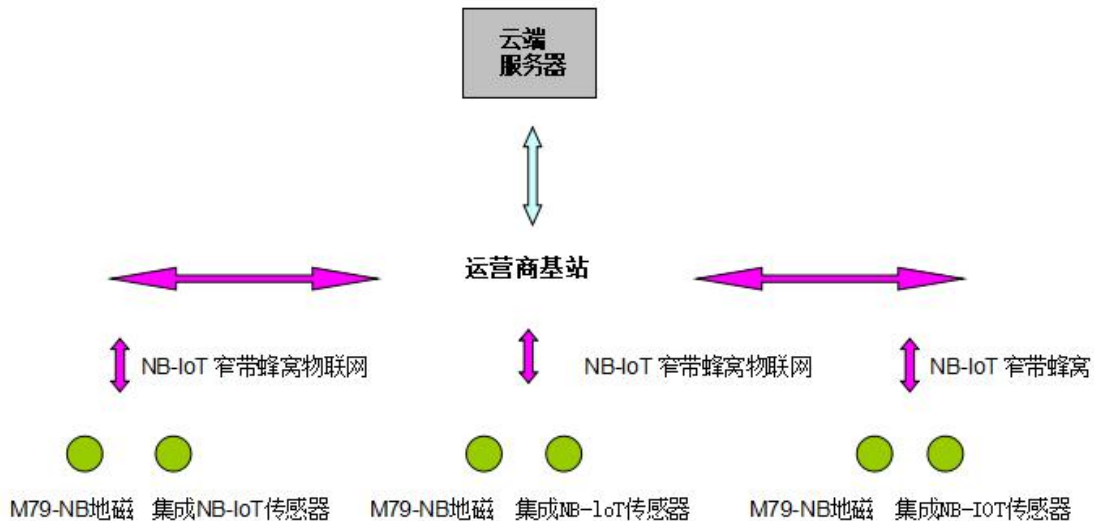 云端
服务器
运营商基站
NB-IoT 窄带蜂窝物联网
NB-IoT 窄带蜂窝物联网
NB-IoT 窄带蜂窝
M79-NB地磁 集成NB-IoT传感器
M79-NB地磁 集成NB-loT传感器
M79-NB地磁 集成NB-IOT传感器